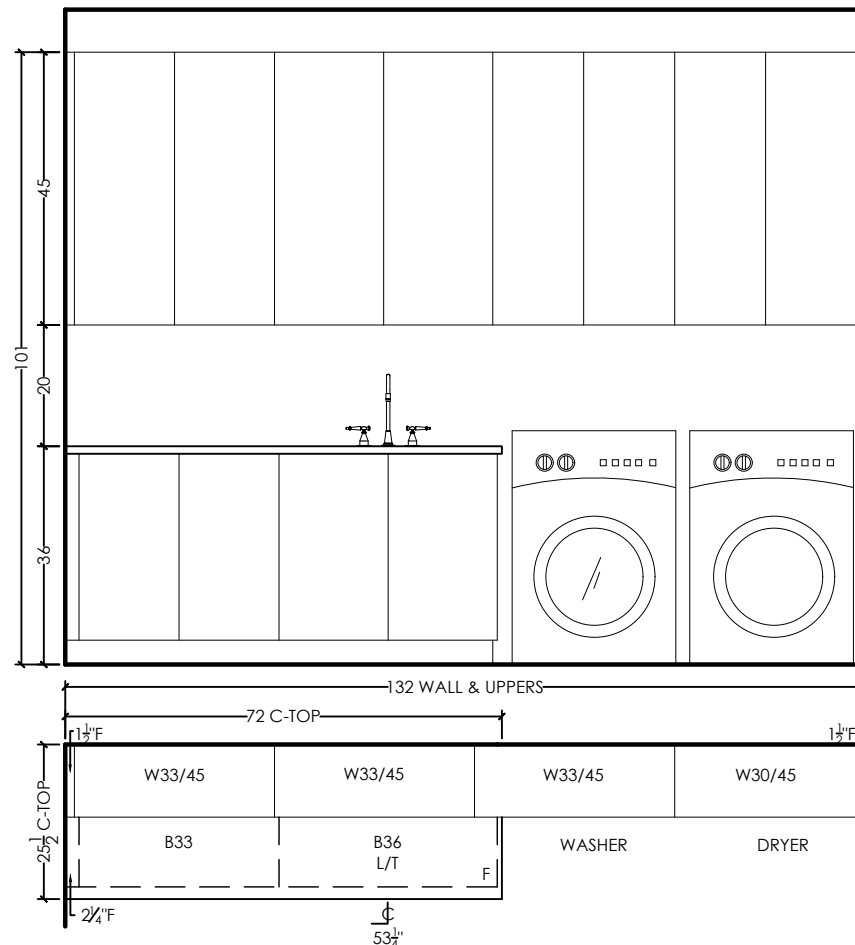 101
45
20
36
132 WALL & UPPERS
72 C-TOP
1½"F
1½"F
W33/45 W33/45 W33/45 W30/45
25½ C-TOP
B33 B36 WASHER DRYER
L/T
F
2¼"F
C
53¼"